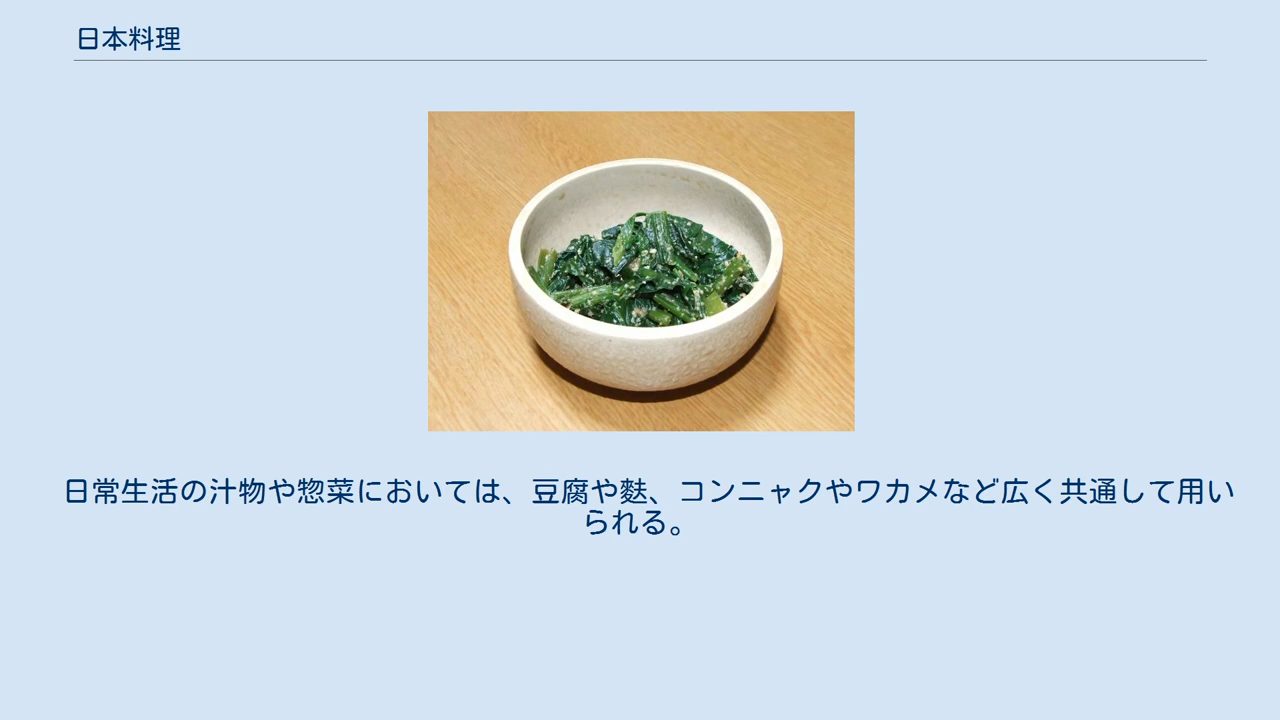 日本料理
日常生活の汁物や惣菜においては、豆腐や麩、コンニャクやワカメなど広く共通して用い
られる。